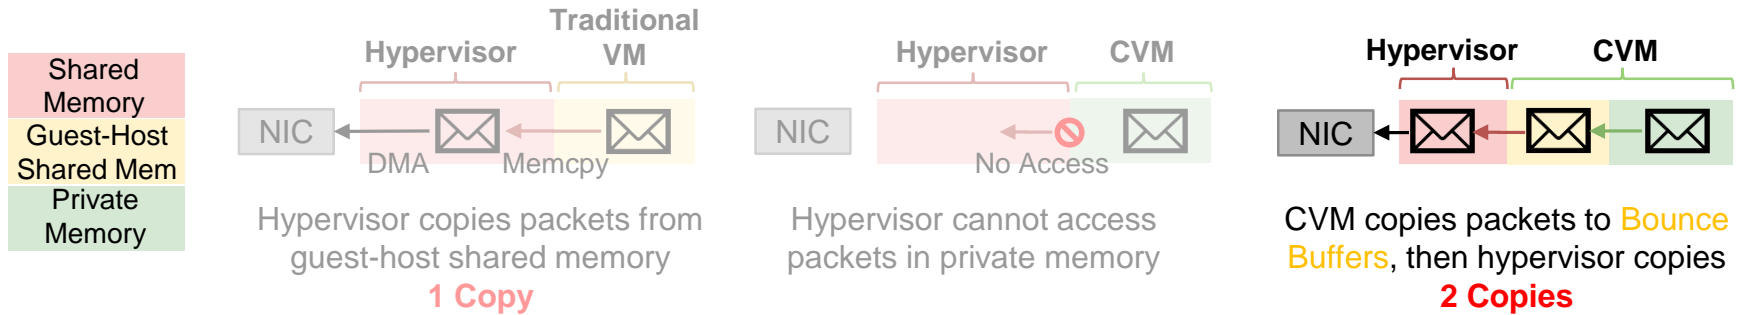 Shared
Memory
Guest-Host
Shared Mem
Private
Memory
Traditional
Hypervisor VM
NIC
DMA Memcpy
Hypervisor copies packets from
guest-host shared memory
1 Copy
Hypervisor CVM
NIC
No Access
Hypervisor cannot access
packets in private memory
Hypervisor CVM
NIC
CVM copies packets to Bounce
Buffers, then hypervisor copies
2 Copies